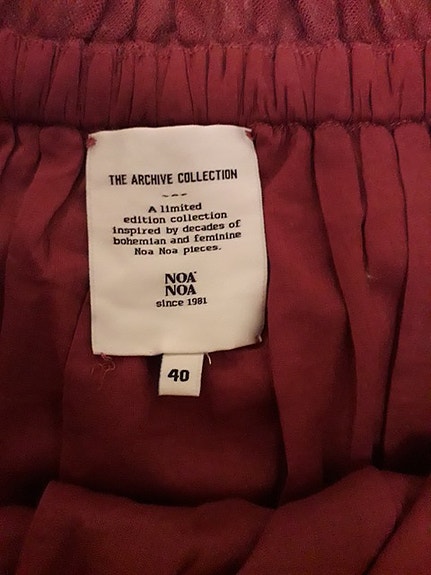 THE ARCHIVE COLLECTION
A limited
edition collection
inspired by decades of
bohemian and feminine
Noa Noa pieces.
NOA
NOA
since 1981
40